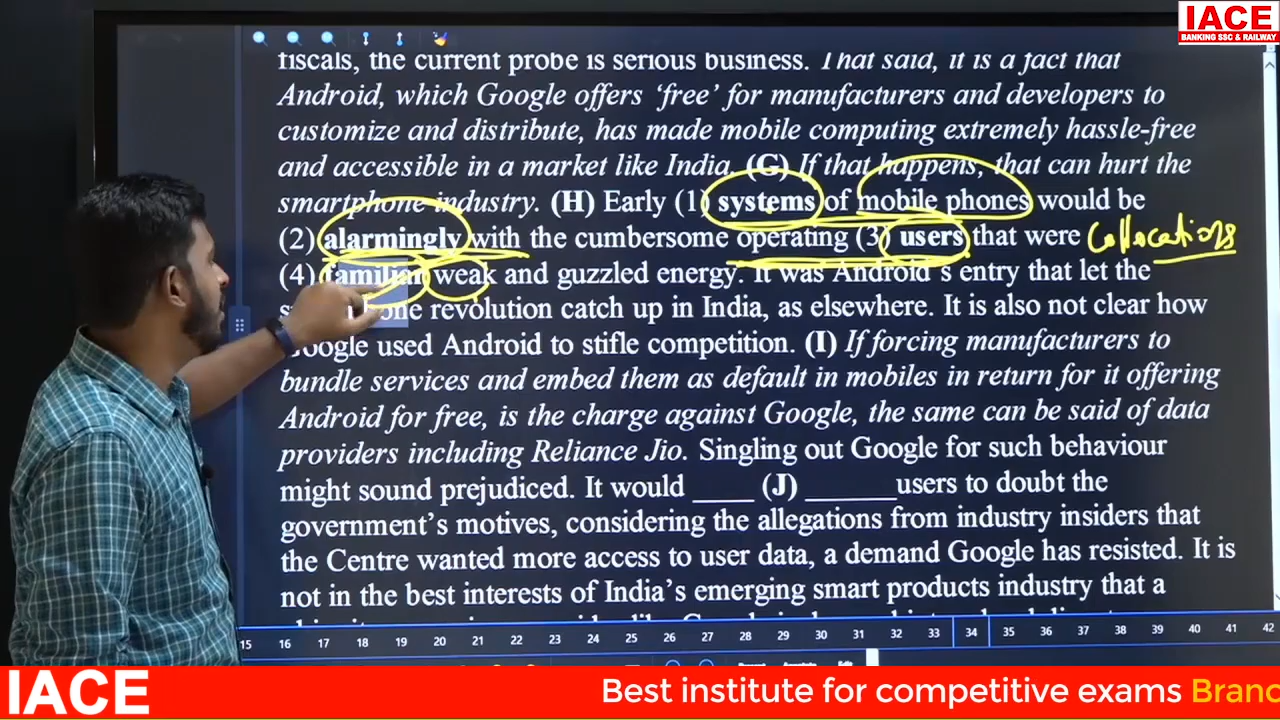 IACE
BANKING SSC & RAILWAY
fiscals, the current probe is serious business. That said, it is a fact that
Android, which Google offers ‘free’ for manufacturers and developers to
customize and distribute, has made mobile computing extremely hassle-free
and accessible in a market like India. (G) If that happens, that can hurt the
smartphone industry. (H) Early (1) systems of mobile phones would be
(2) alarmingly with the cumbersome operating (3) users that were collocations
(4) familiar weak and guzzled energy. It was Android's entry that let the
revolution catch up in India, as elsewhere. It is also not clear how
Google used Android to stifle competition. (I) If forcing manufacturers to
bundle services and embed them as default in mobiles in return for it offering
Android for free, is the charge against Google, the same can be said of data
providers including Reliance Jio. Singling out Google for such behaviour
might sound prejudiced. It would ____ (J) ______users to doubt the
government’s motives, considering the allegations from industry insiders that
the Centre wanted more access to user data, a demand Google has resisted. It is
not in the best interests of India’s emerging smart products industry that a
15 16 17 18 19 20 21 22 23 24 25 26 27 28 29 30 31 32 33 34 35 36 37 38 39 40 41 42
IACE
Best institute for competitive exams Branc